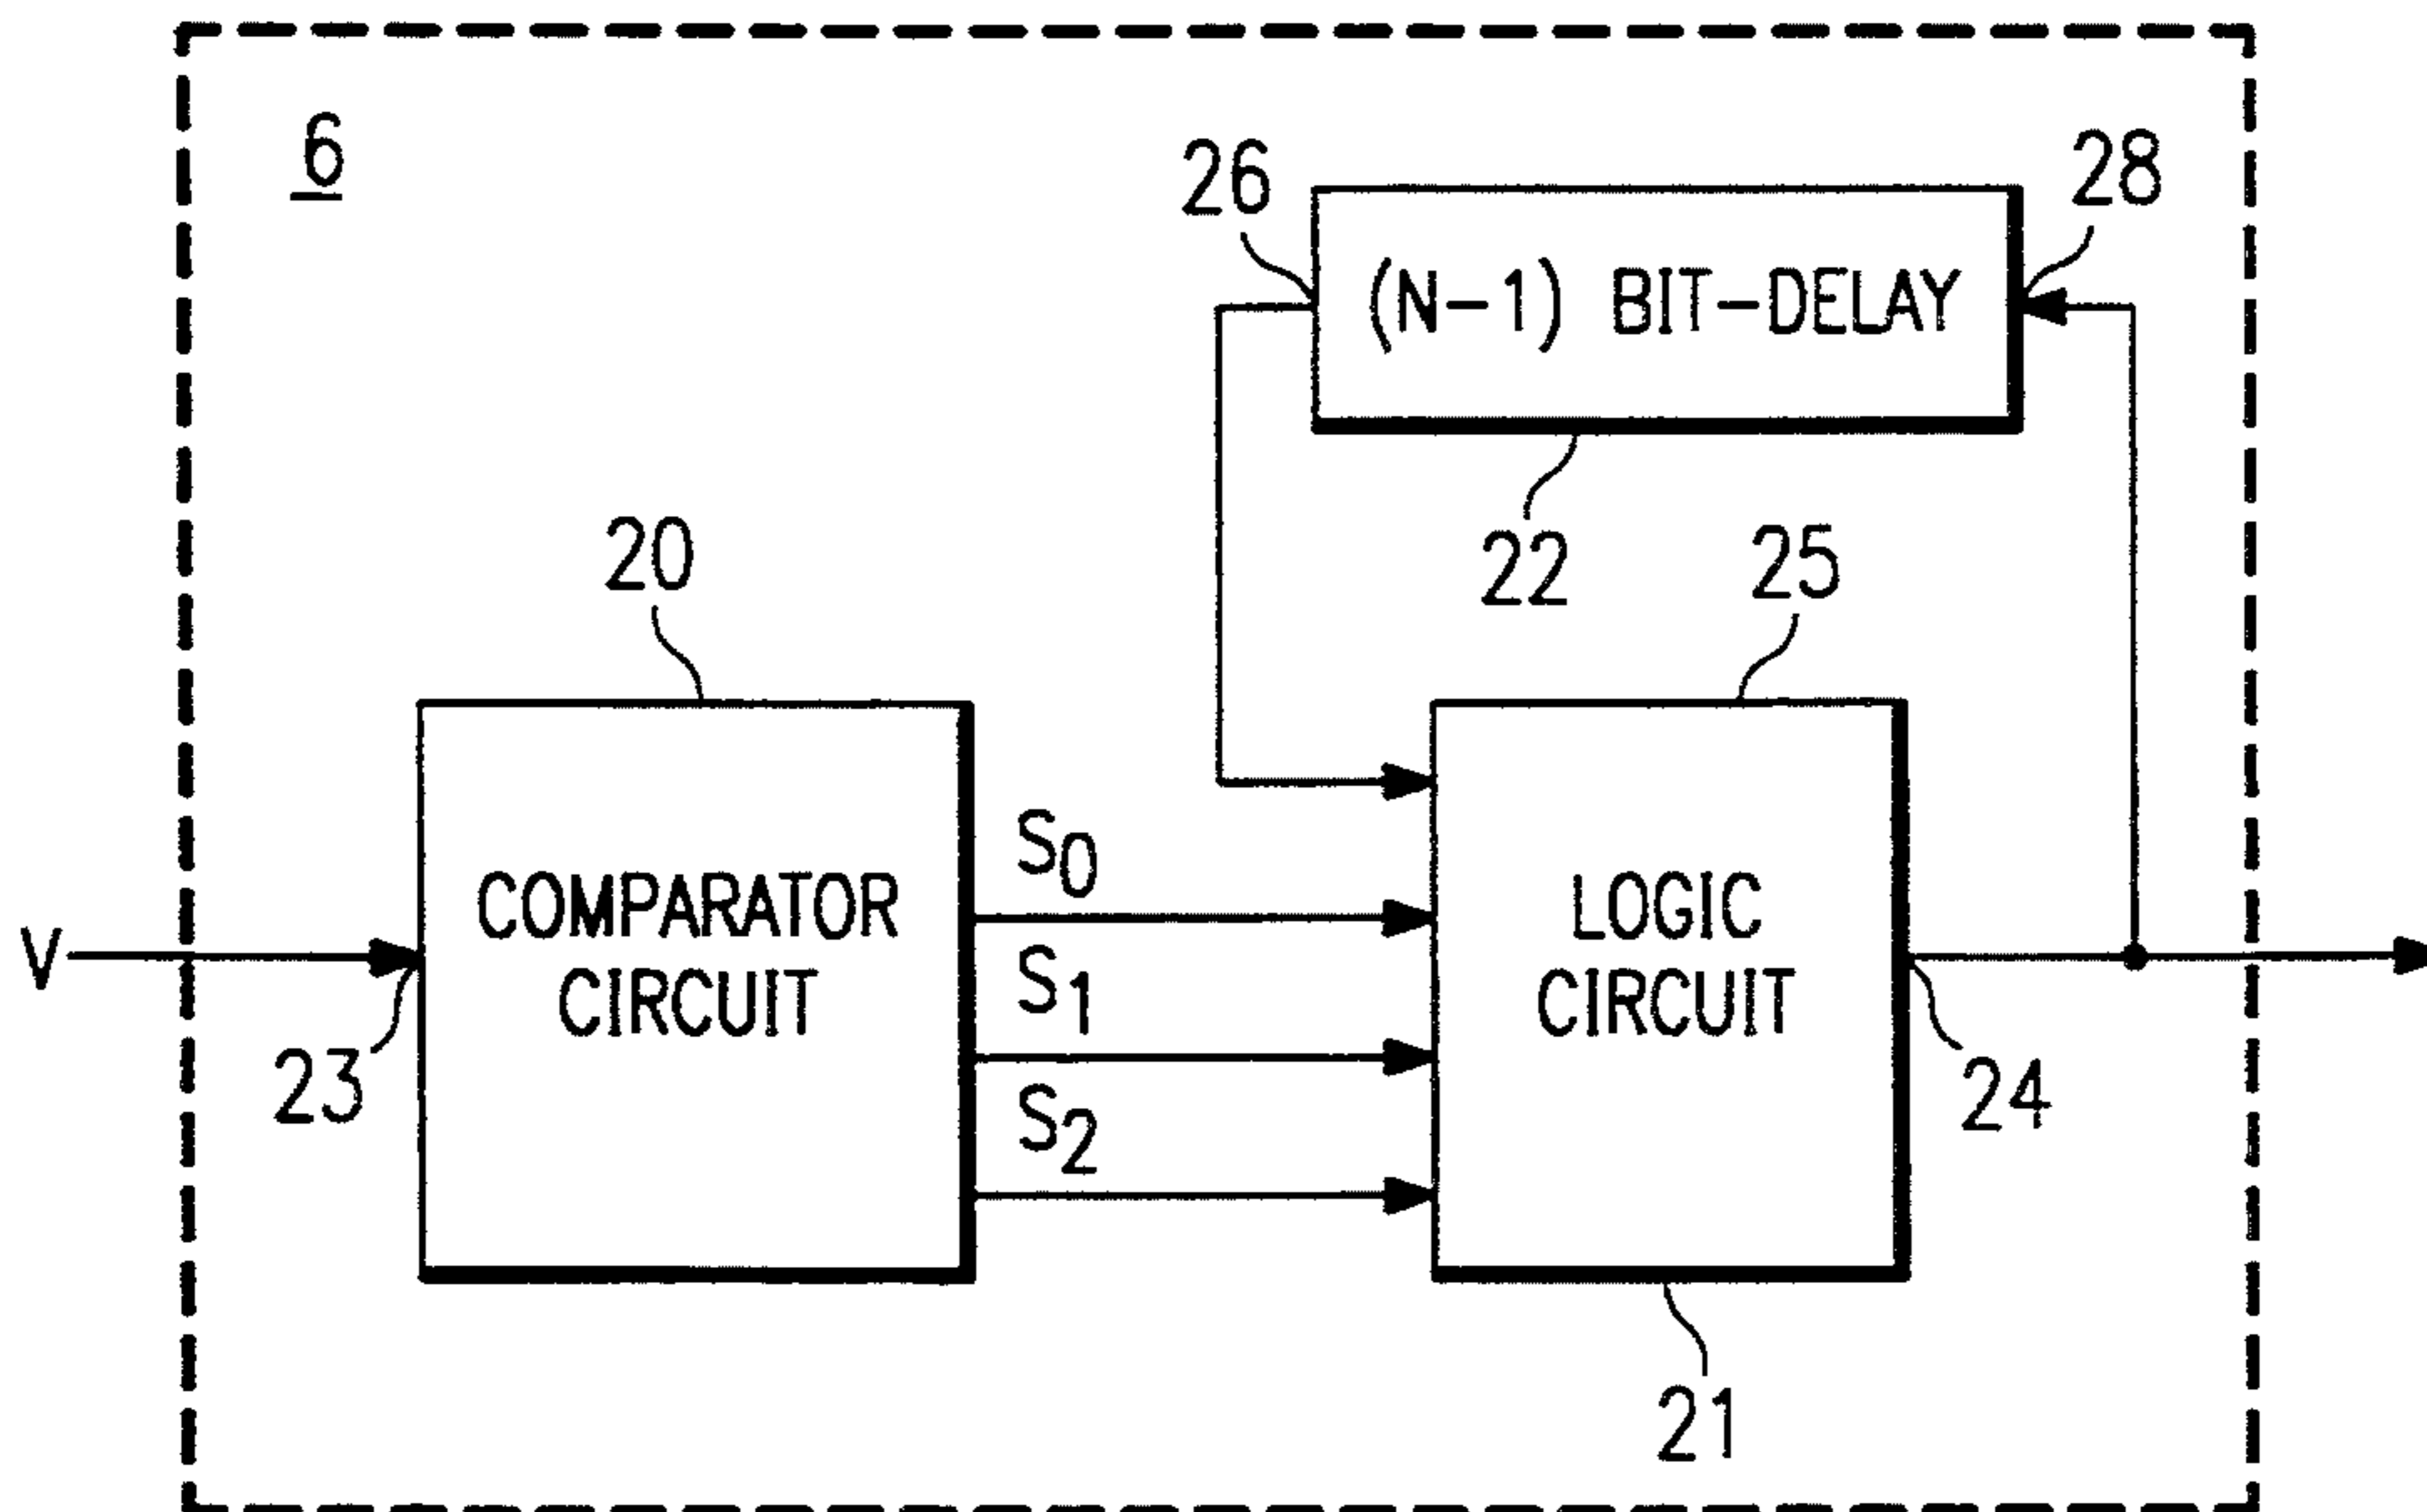 6
26
28
(N-1) BIT-DELAY
22
20
25
S0
COMPARATOR
CIRCUIT
LOGIC
CIRCUIT
V
S1
23
24
S2
21